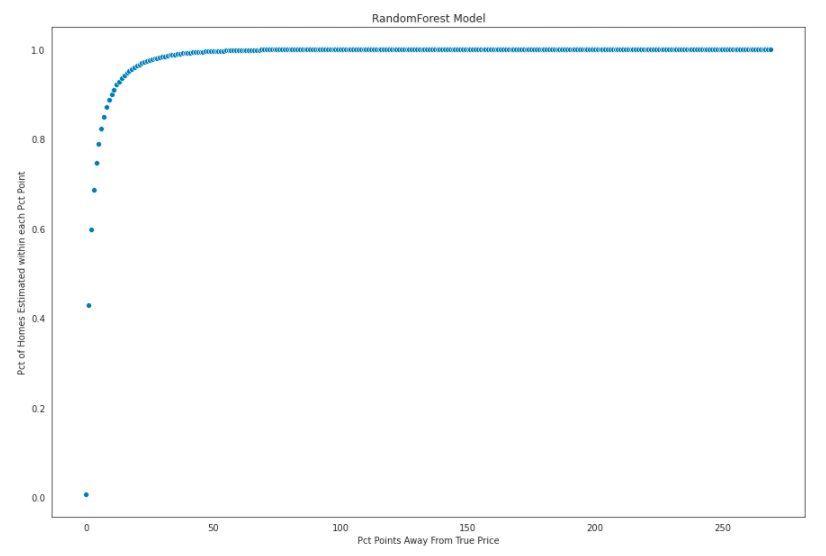 RandomForest Model
1.0
0.8
0.6
0.4
0.2
0.0
Pct of Homes Estimated within each Pct Point
0 50 100 150 200 250
Pct Points Away From True Price